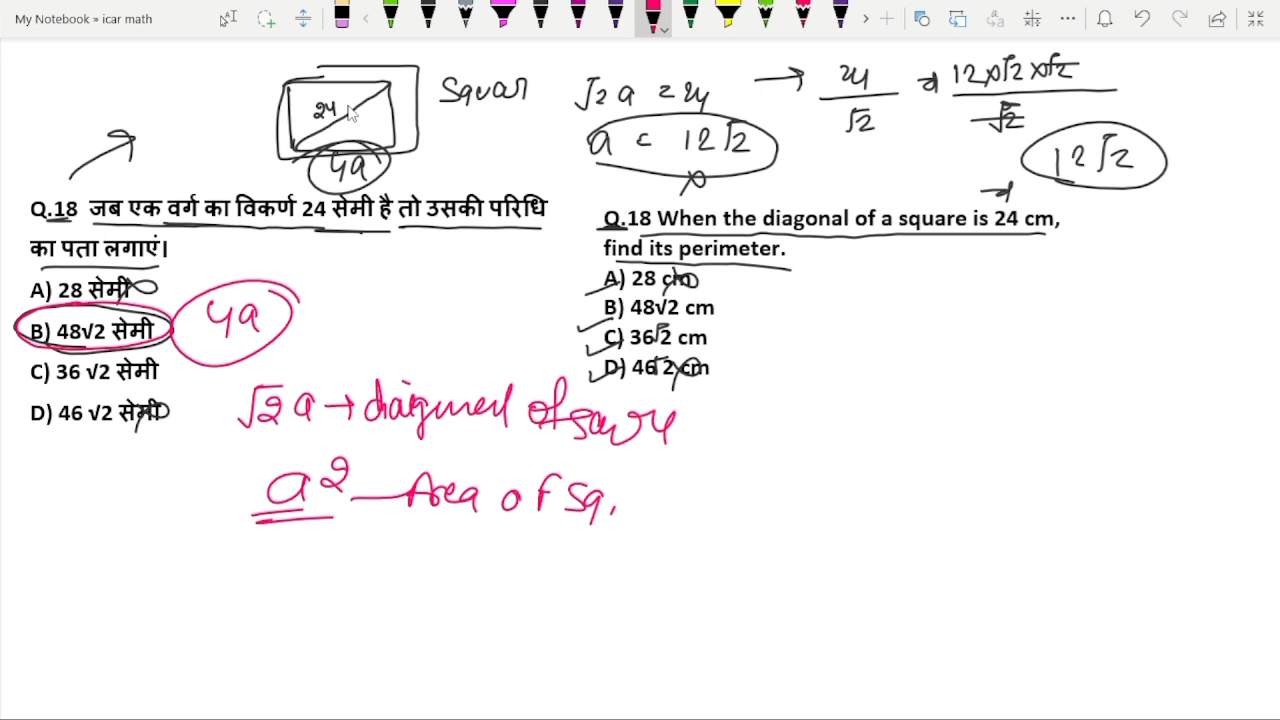 My Notebook » icar math
Squar
24
4a
√2 a = 24
a = 12√2
24
√2
12×√2×√2
√2
12√2
Q.18 जब एक वर्ग का विकर्ण 24 सेमी है तो उसकी परिधि
का पता लगाएं।
A) 28 सेमी
B) 48√2 सेमी
C) 36 √2 सेमी
D) 46 √2 सेमी
4a
Q.18 When the diagonal of a square is 24 cm,
find its perimeter.
A) 28 cm
B) 48√2 cm
C) 36√2 cm
D) 46√2 cm
√2 a → of
a² — Area of Sq.